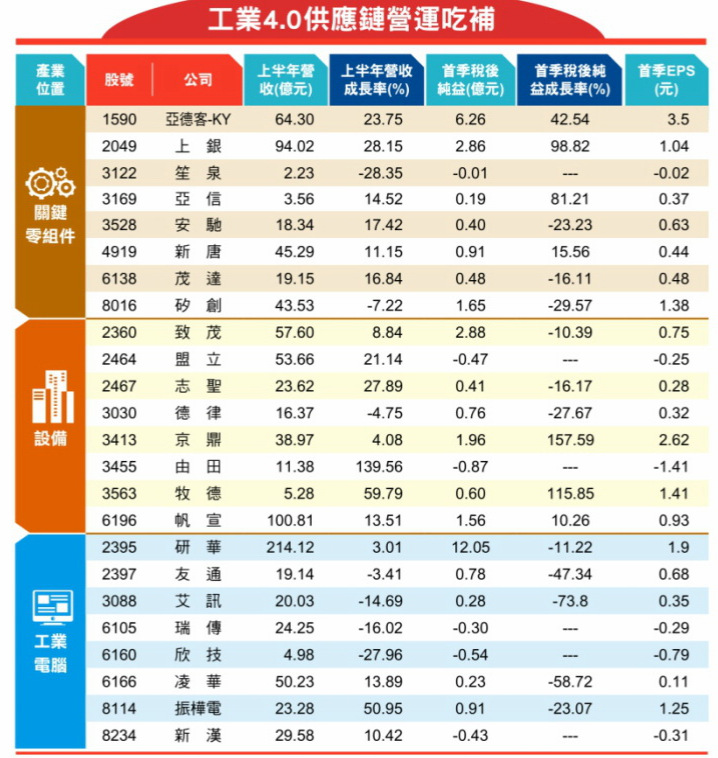 工業4.0供應鏈營運吃補
產業位置 股號 公司 上半年營收(億元) 上半年營收成長率(%) 首季稅後純益(億元) 首季稅後純益成長率(%) 首季EPS(元)
關鍵零組件
1590 亞德客-KY 64.30 23.75 6.26 42.54 3.5
2049 上銀 94.02 28.15 2.86 98.82 1.04
3122 笙泉 2.23 -28.35 -0.01 --- -0.02
3169 亞信 3.56 14.52 0.19 81.21 0.37
3528 安馳 18.34 17.42 0.40 -23.23 0.63
4919 新唐 45.29 11.15 0.91 15.56 0.44
6138 茂達 19.15 16.84 0.48 -16.11 0.48
8016 矽創 43.53 -7.22 1.65 -29.57 1.38
設備
2360 致茂 57.60 8.84 2.88 -10.39 0.75
2464 盟立 53.66 21.14 -0.47 --- -0.25
2467 志聖 23.62 27.89 0.41 -16.17 0.28
3030 德律 16.37 -4.75 0.76 -27.67 0.32
3413 京鼎 38.97 4.08 1.96 157.59 2.62
3455 由田 11.38 139.56 -0.87 --- -1.41
3563 牧德 5.28 59.79 0.60 115.85 1.41
6196 帆宣 100.81 13.51 1.56 10.26 0.93
工業電腦
2395 研華 214.12 3.01 12.05 -11.22 1.9
2397 友通 19.14 -3.41 0.78 -47.34 0.68
3088 艾訊 20.03 -14.69 0.28 -73.8 0.35
6105 瑞傳 24.25 -16.02 -0.30 --- -0.29
6160 欣技 4.98 -27.96 -0.54 --- -0.79
6166 凌華 50.23 13.89 0.23 -58.72 0.11
8114 振樺電 23.28 50.95 0.91 -23.07 1.25
8234 新漢 29.58 10.42 -0.43 --- -0.31